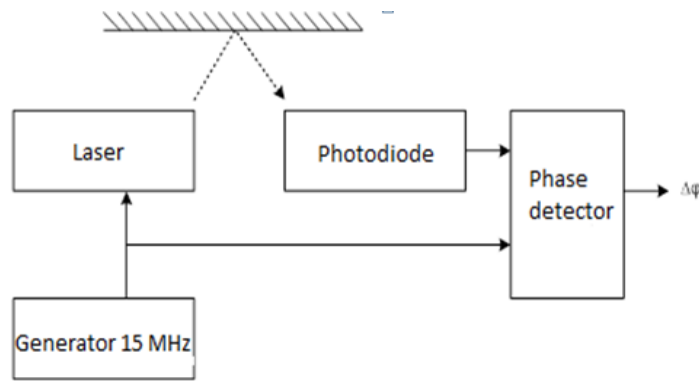 Laser
Photodiode
Phase
detector
Δφ
Generator 15 MHz